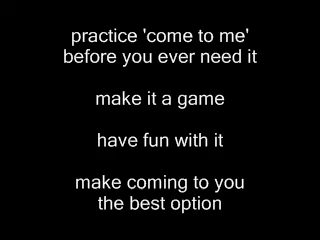 practice 'come to me'
before you ever need it
make it a game
have fun with it
make coming to you
the best option